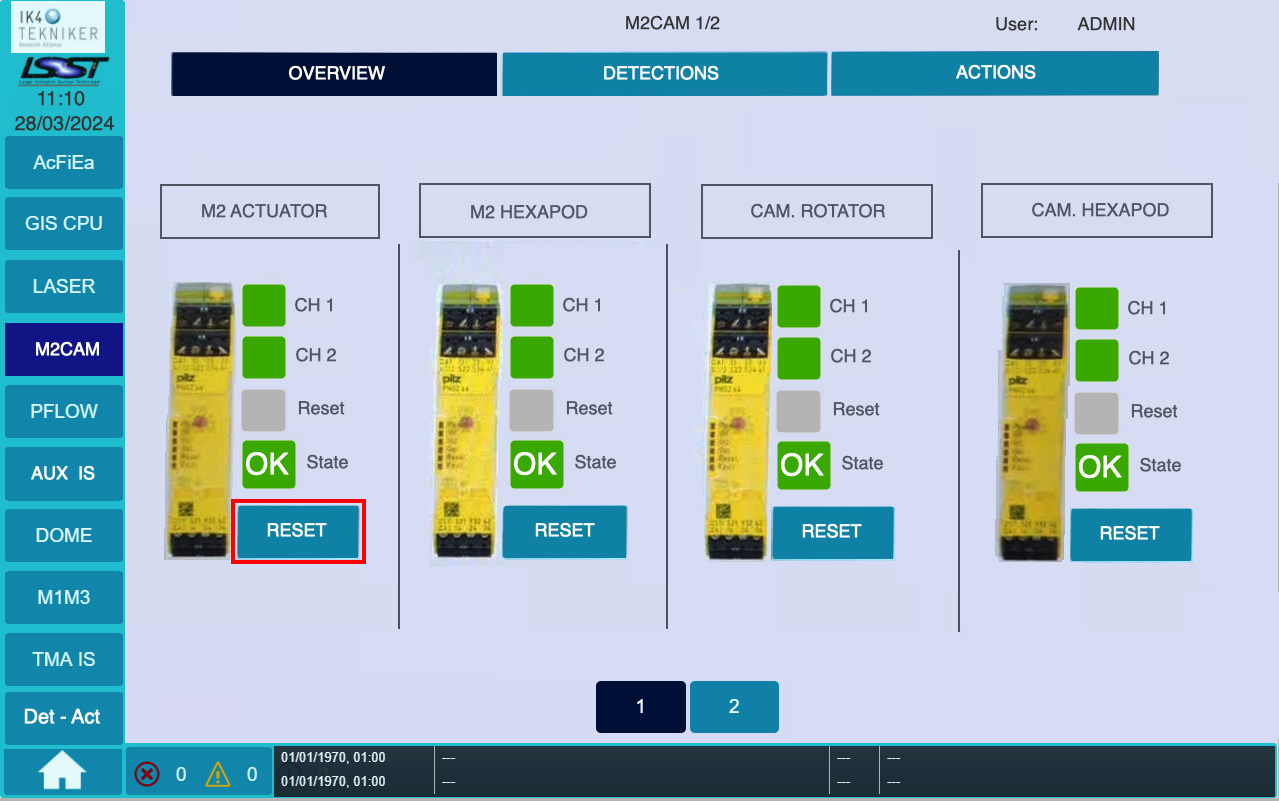 IK4
TEKNIKER
Research Alliance
LSST
Large Synoptic Survey Telescope
11:10
28/03/2024
AcFiEa
GIS CPU
LASER
M2CAM
PFLOW
AUX IS
DOME
M1M3
TMA IS
Det - Act
M2CAM 1/2
User: ADMIN
OVERVIEW
DETECTIONS
ACTIONS
M2 ACTUATOR
CH 1
CH 2
pilz
Reset
OK
State
RESET
M2 HEXAPOD
CH 1
CH 2
Reset
OK
State
RESET
CAM. ROTATOR
CH 1
CH 2
pilz
Reset
OK
State
RESET
CAM. HEXAPOD
CH 1
CH 2
pilz
Reset
OK
State
RESET
1
2
0
0
01/01/1970, 01:00 --- --- ---
01/01/1970, 01:00 --- --- ---